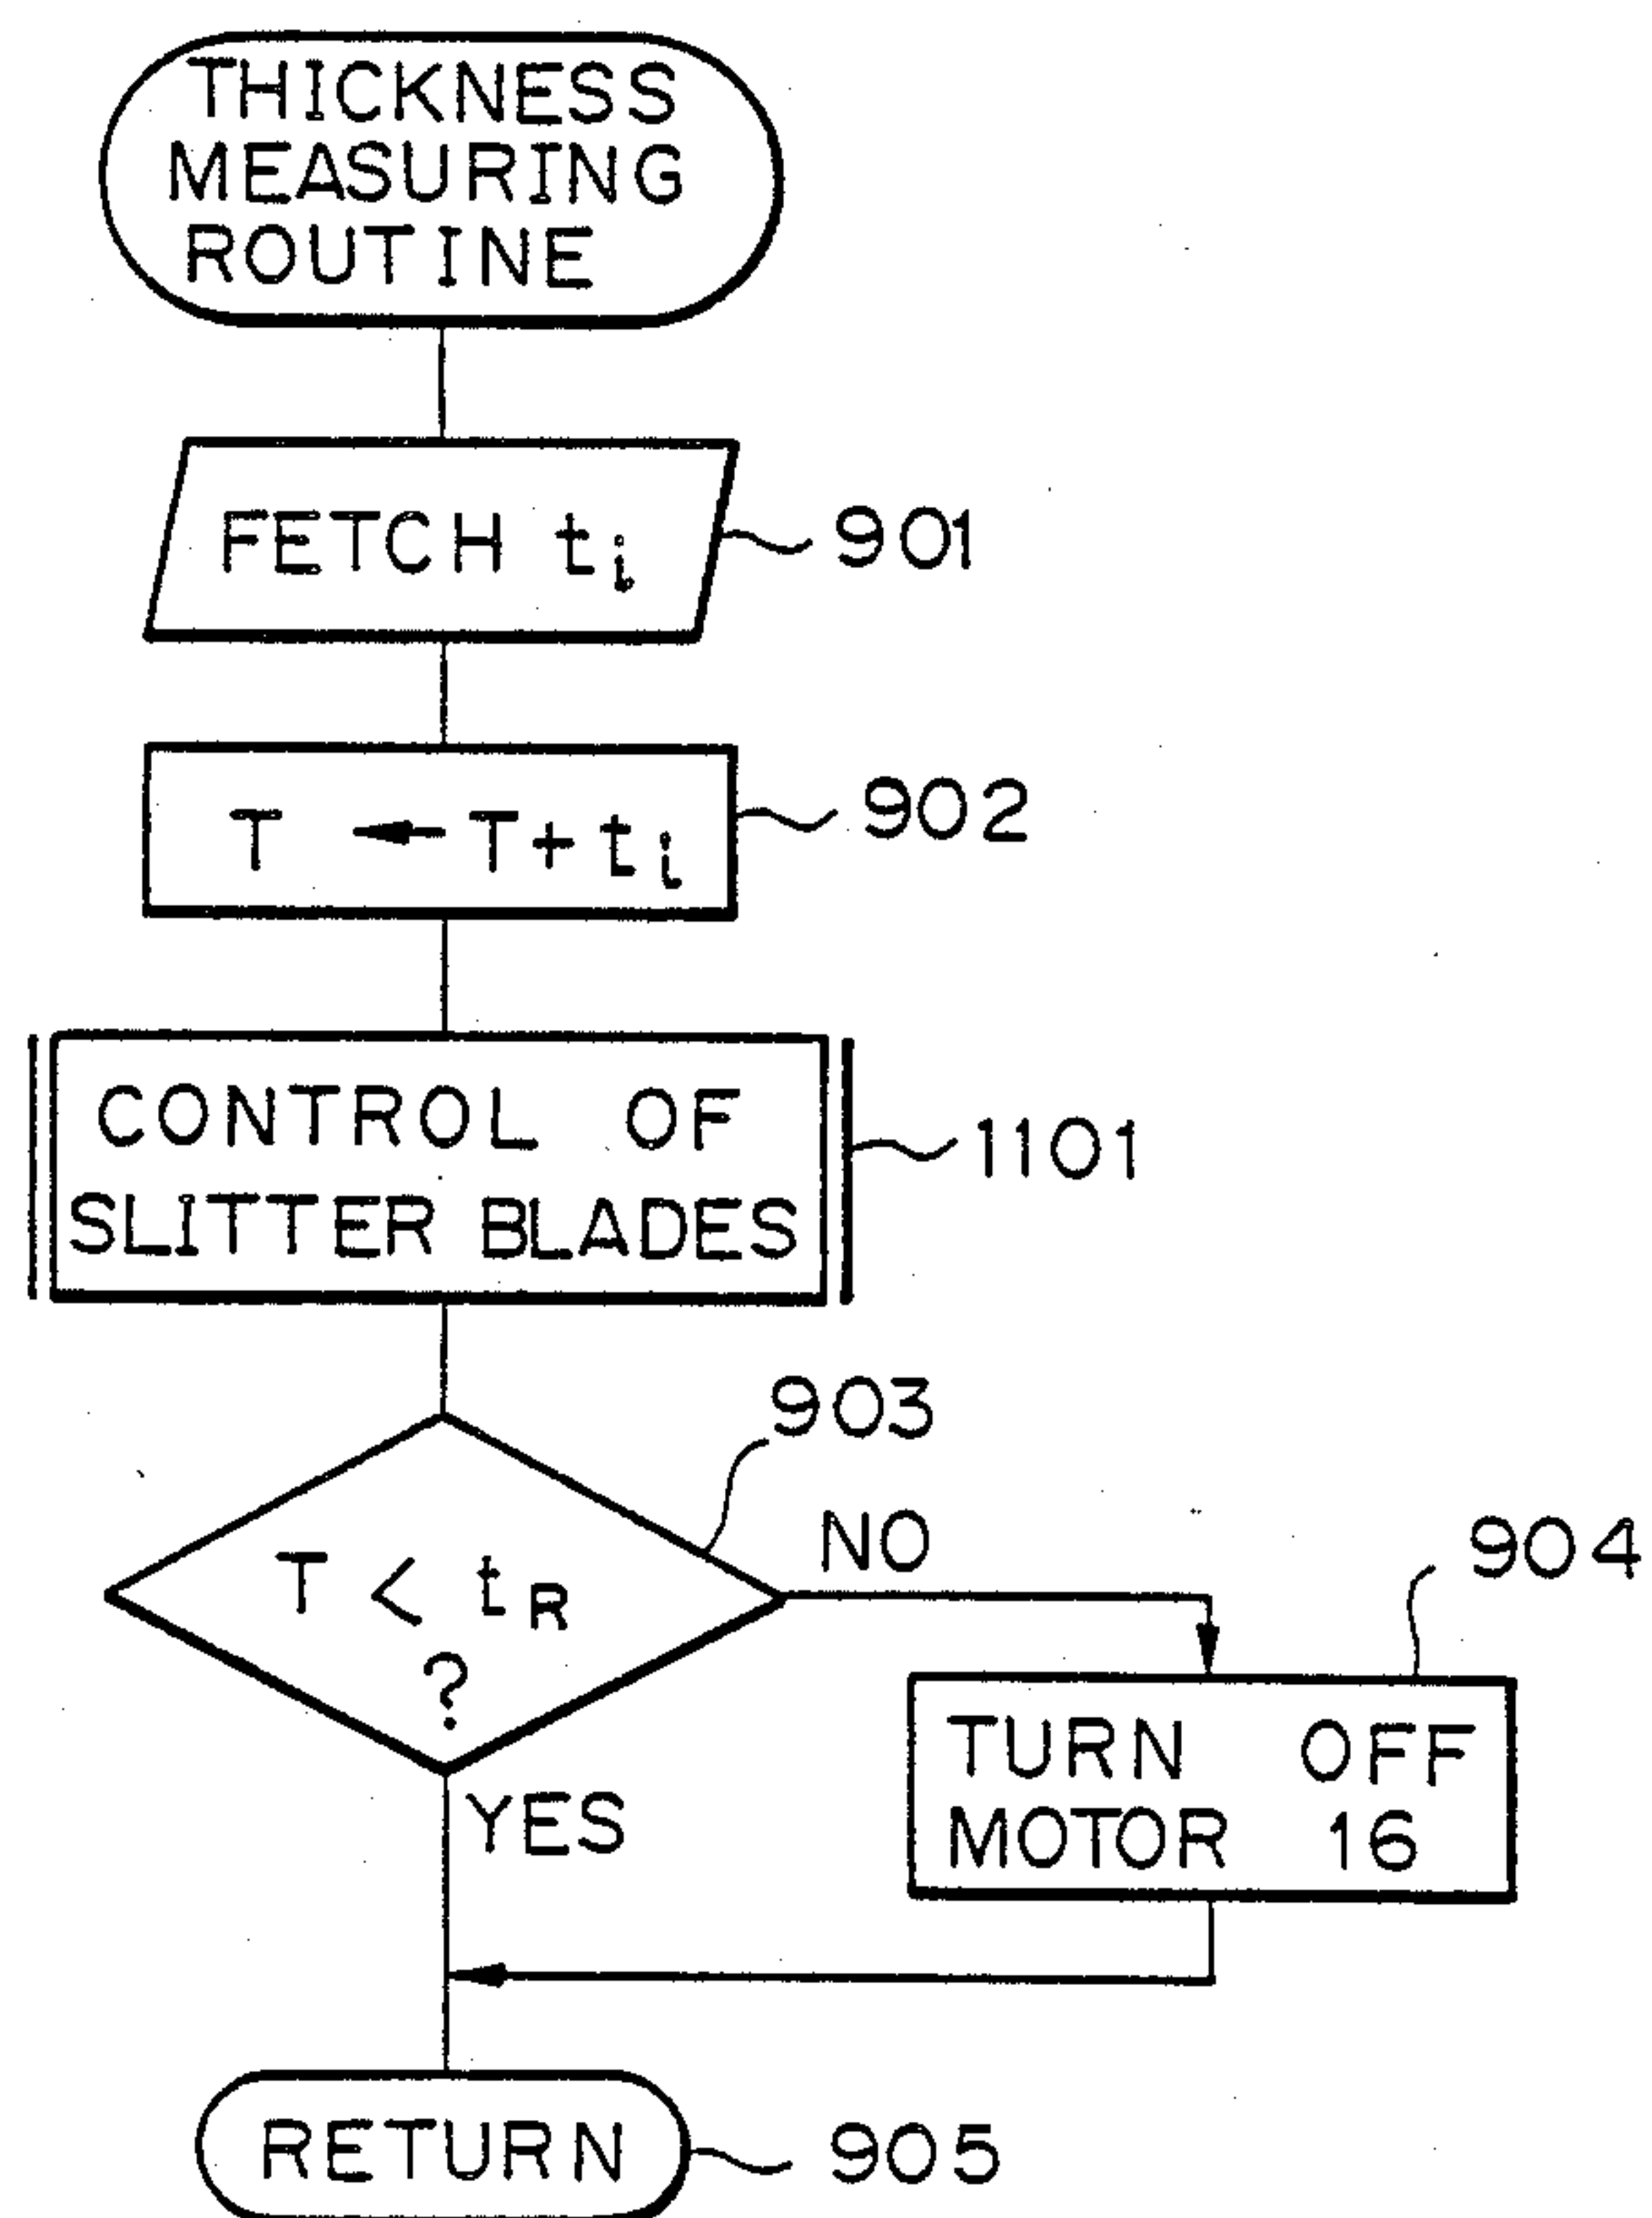 THICKNESS
MEASURING
ROUTINE
FETCH ti
901
T ← T+ti
902
CONTROL OF
SLITTER BLADES
1101
903
T < tR
?
NO
YES
904
TURN OFF
MOTOR 16
RETURN
905